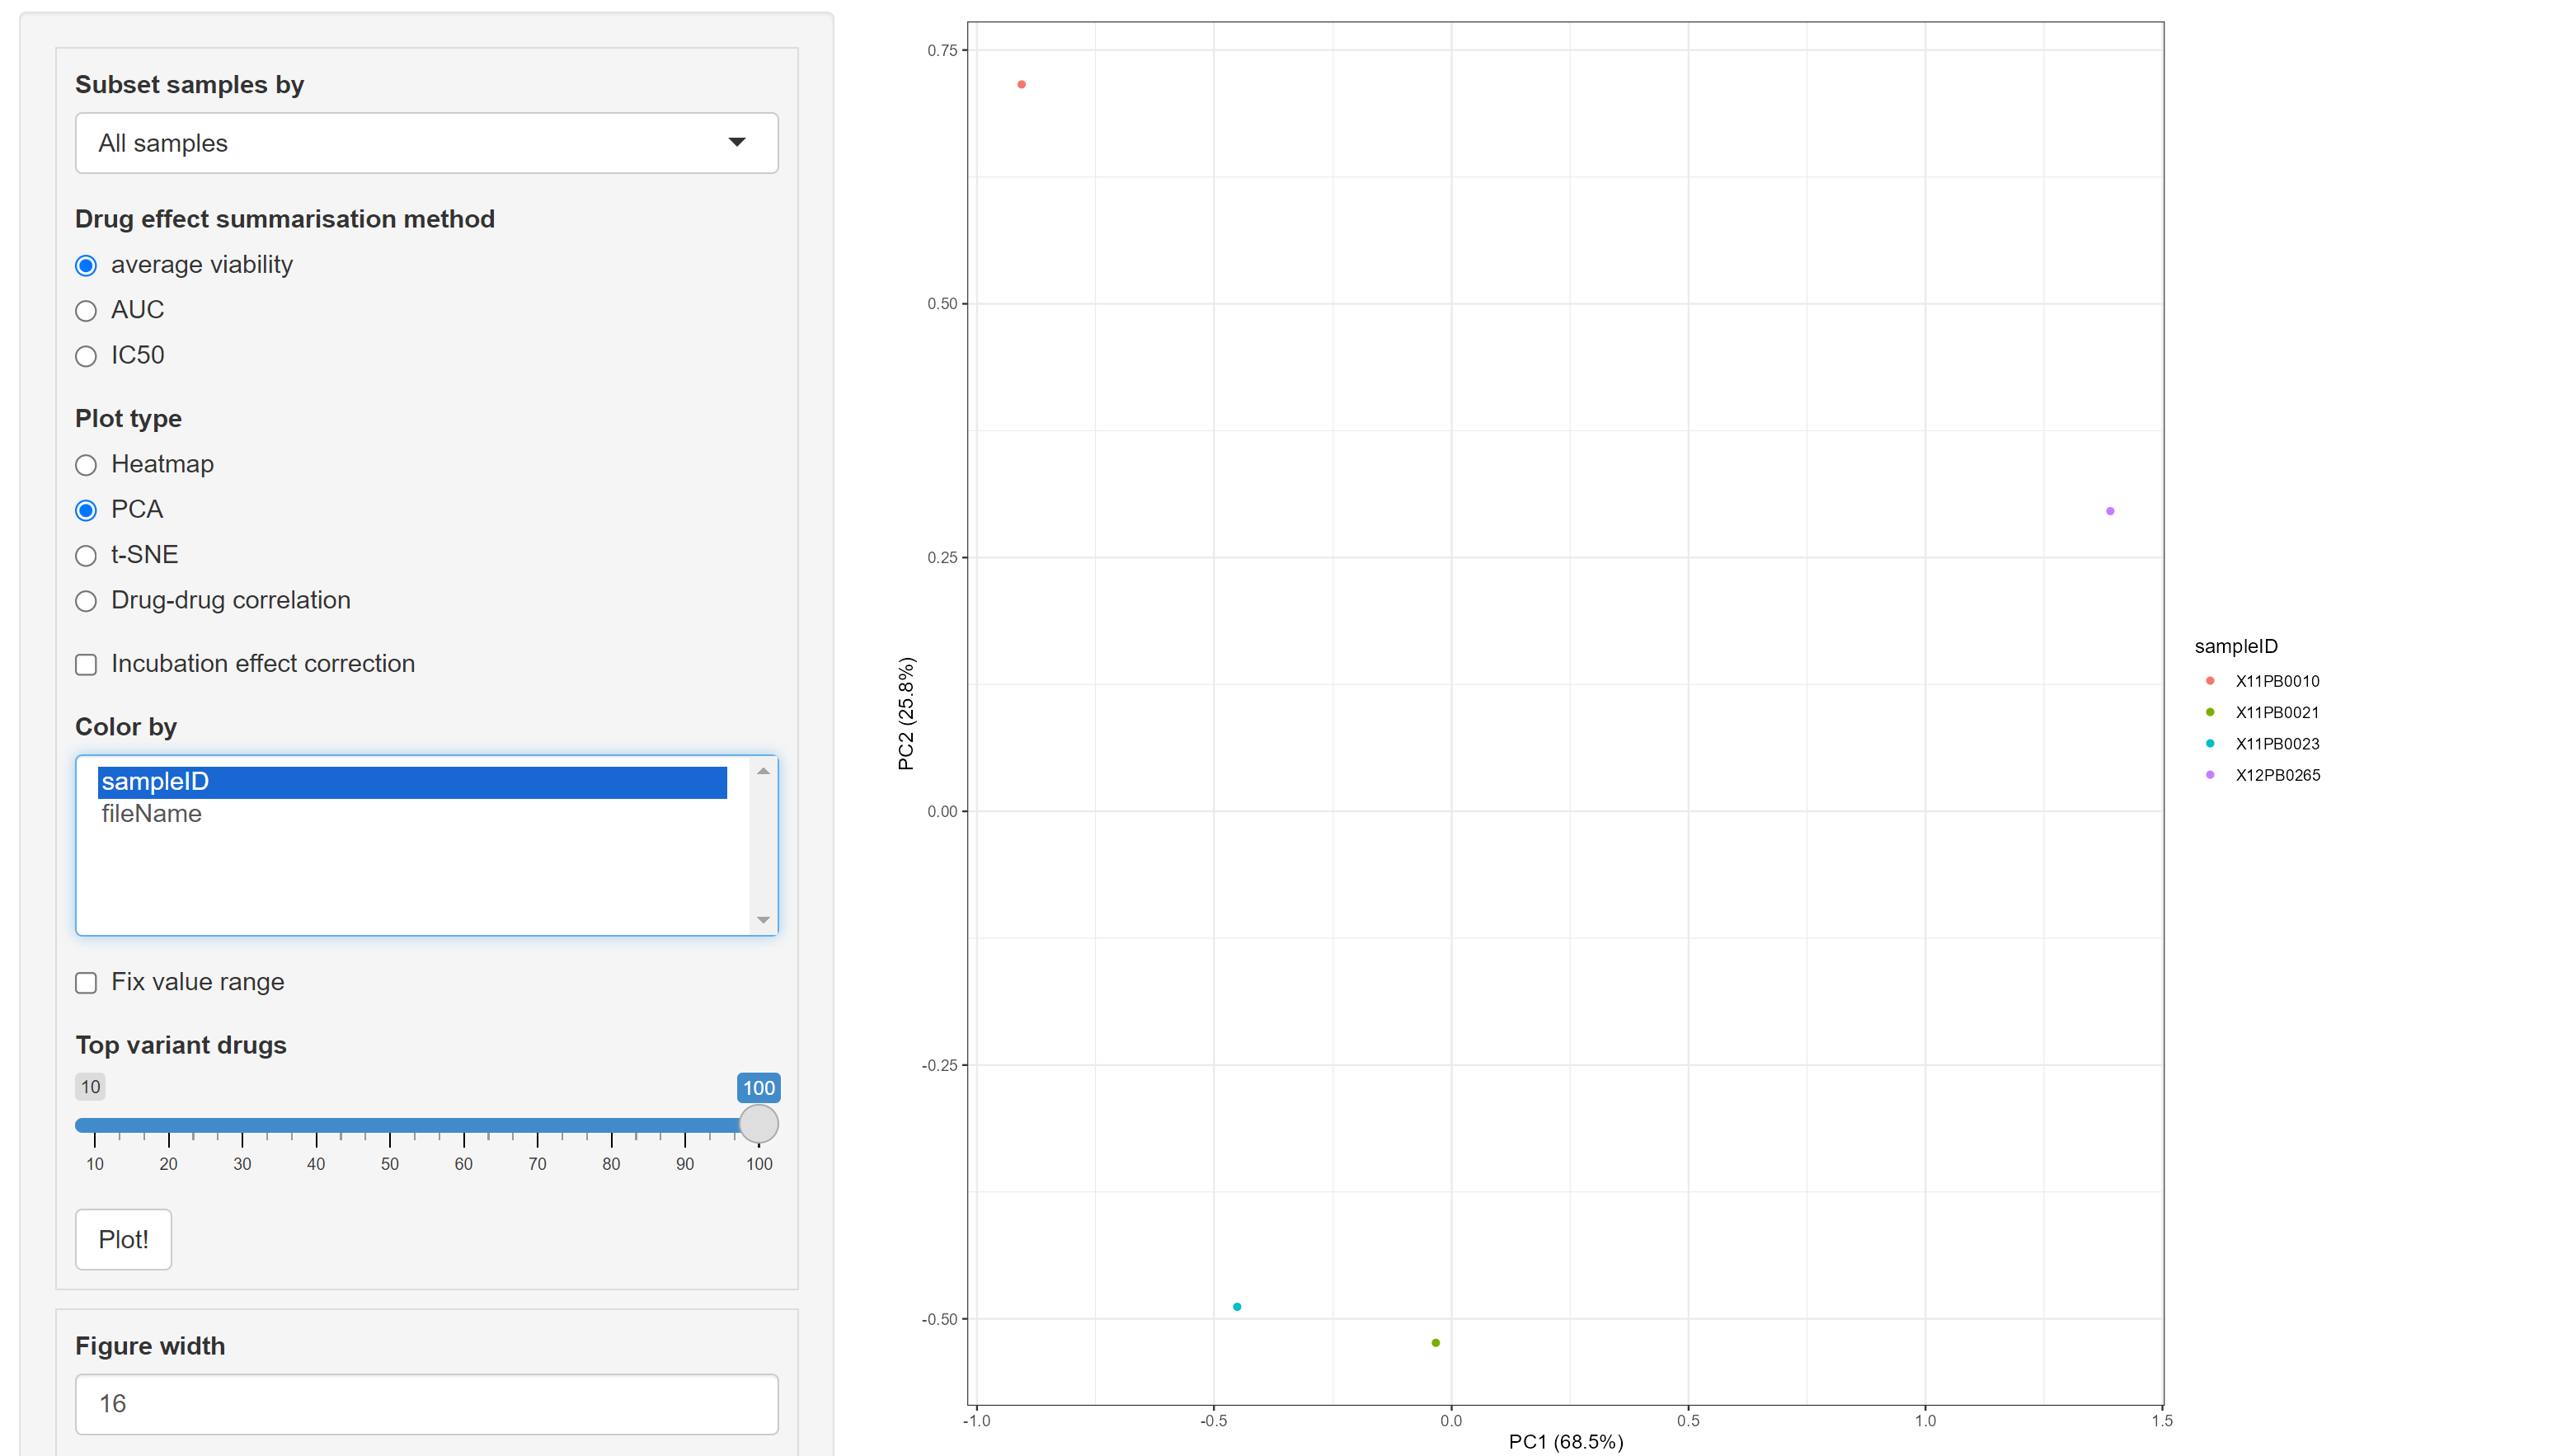 Subset samples by
All samples
Drug effect summarisation method
average viability
AUC
IC50
Plot type
Heatmap
PCA
t-SNE
Drug-drug correlation
Incubation effect correction
Color by
sampleID
fileName
Fix value range
Top variant drugs
10 100
10 20 30 40 50 60 70 80 90 100
Plot!
Figure width
16
0.75
0.50
0.25
0.00
-0.25
-0.50
PC2 (25.8%)
-1.0 -0.5 0.0 0.5 1.0 1.5
PC1 (68.5%)
sampleID
X11PB0010
X11PB0021
X11PB0023
X12PB0265